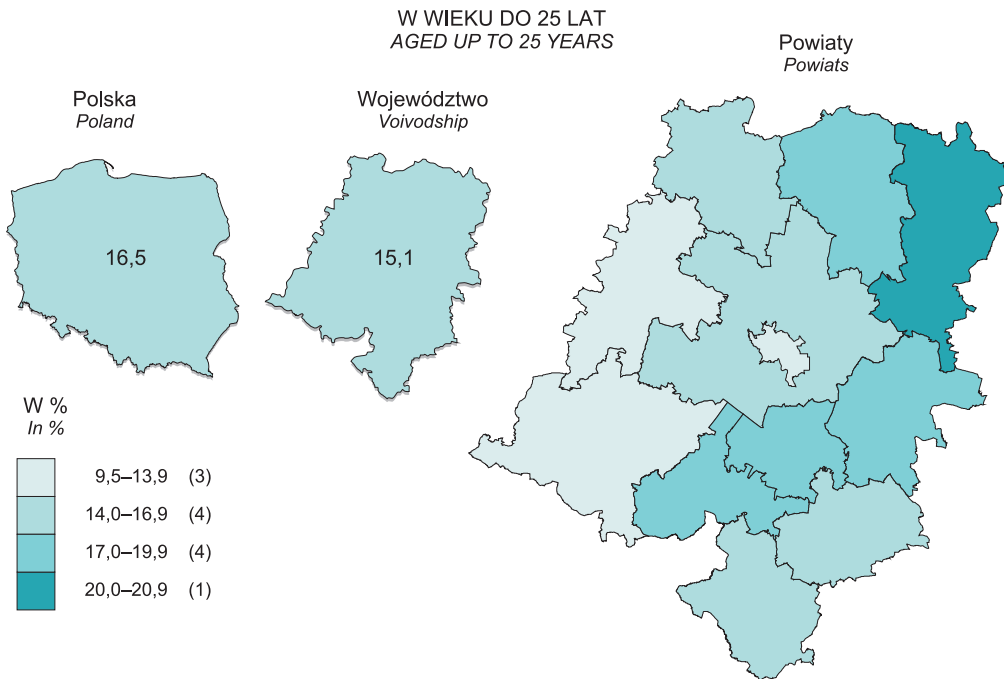 W WIEKU DO 25 LAT
AGED UP TO 25 YEARS
Polska
Poland
16,5
Województwo
Voivodship
15,1
Powiaty
Powiats
W %
In %
9,5–13,9 (3)
14,0–16,9 (4)
17,0–19,9 (4)
20,0–20,9 (1)